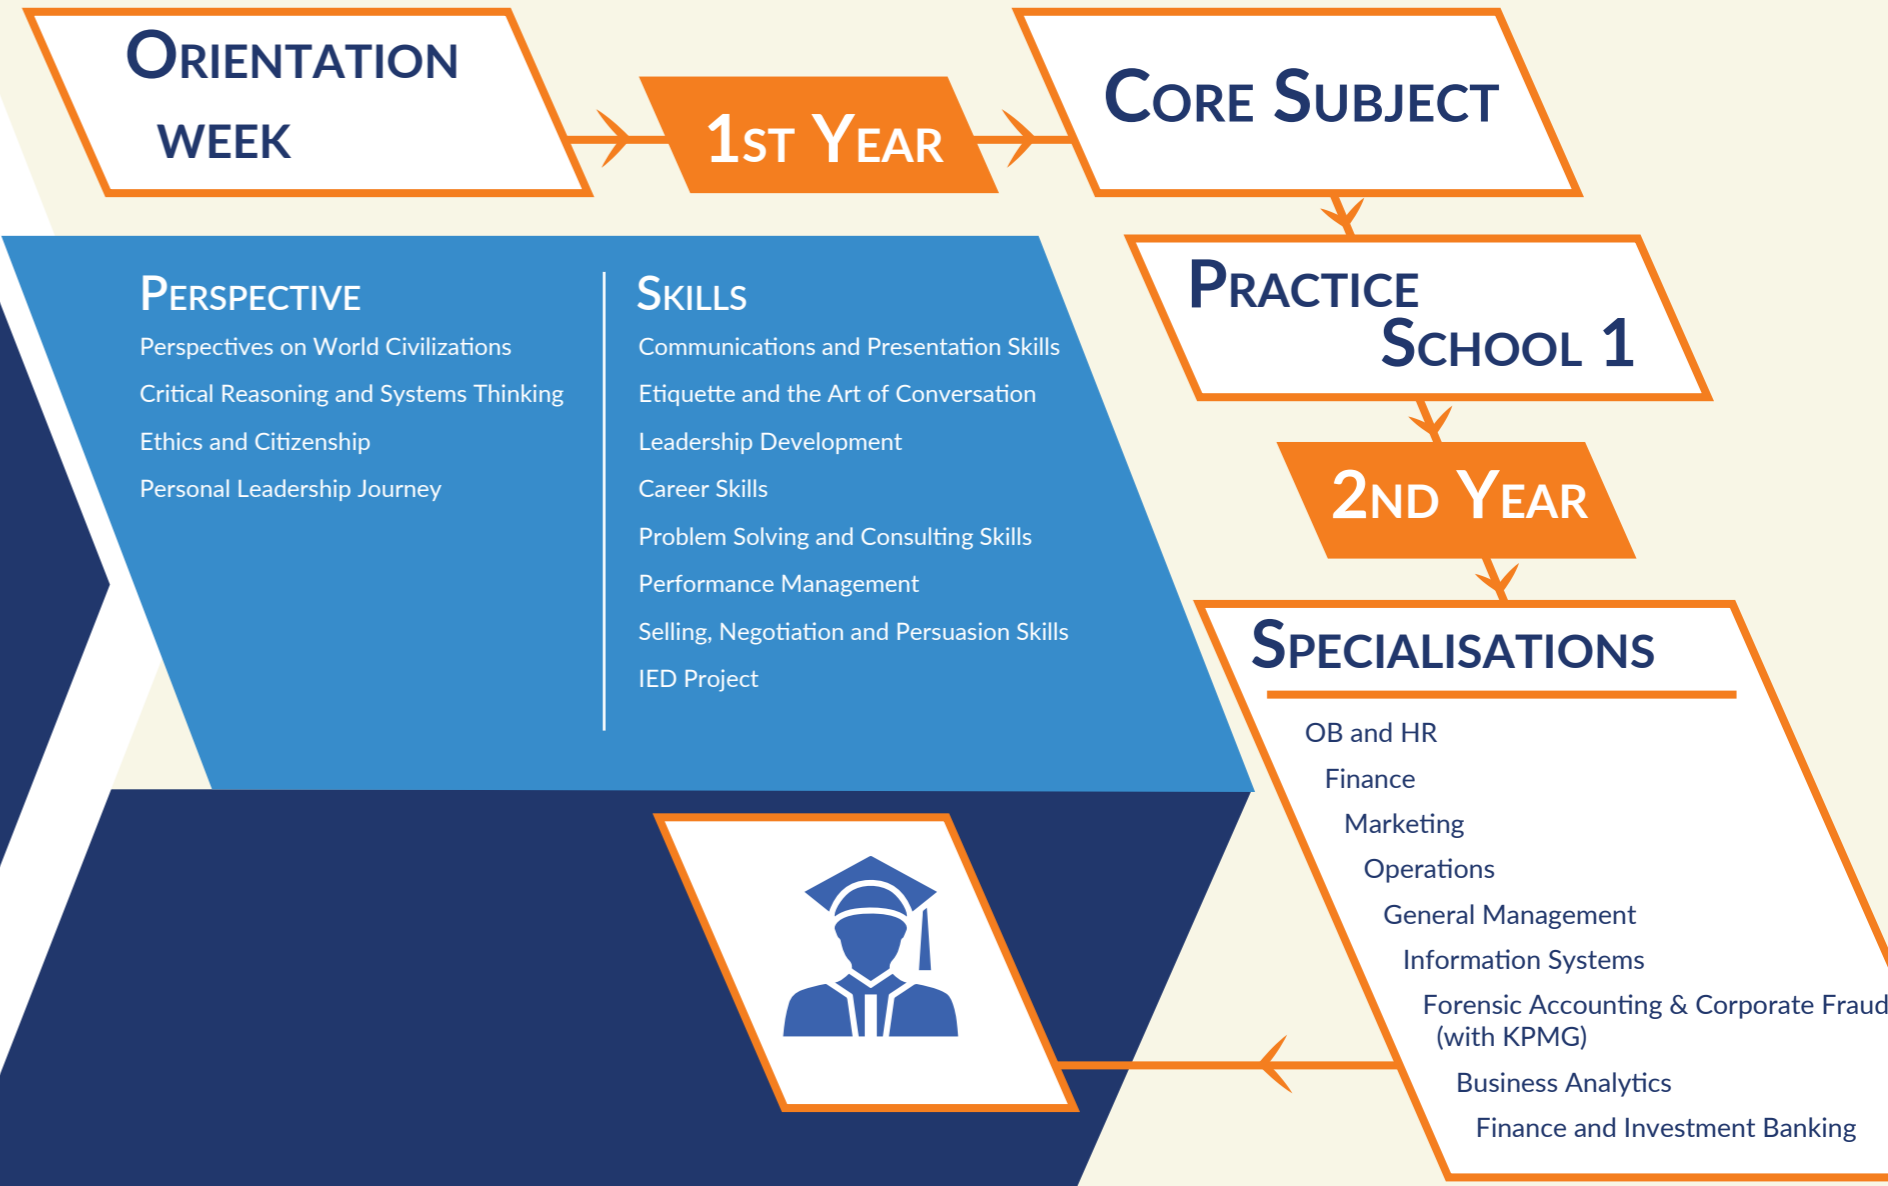 Orientation
week
1st Year
Core Subject
Practice
School 1
2nd Year
Perspective
Perspectives on World Civilizations
Critical Reasoning and Systems Thinking
Ethics and Citizenship
Personal Leadership Journey
Skills
Communications and Presentation Skills
Etiquette and the Art of Conversation
Leadership Development
Career Skills
Problem Solving and Consulting Skills
Performance Management
Selling, Negotiation and Persuasion Skills
IED Project
Specialisations
OB and HR
Finance
Marketing
Operations
General Management
Information Systems
Forensic Accounting & Corporate Fraud
(with KPMG)
Business Analytics
Finance and Investment Banking